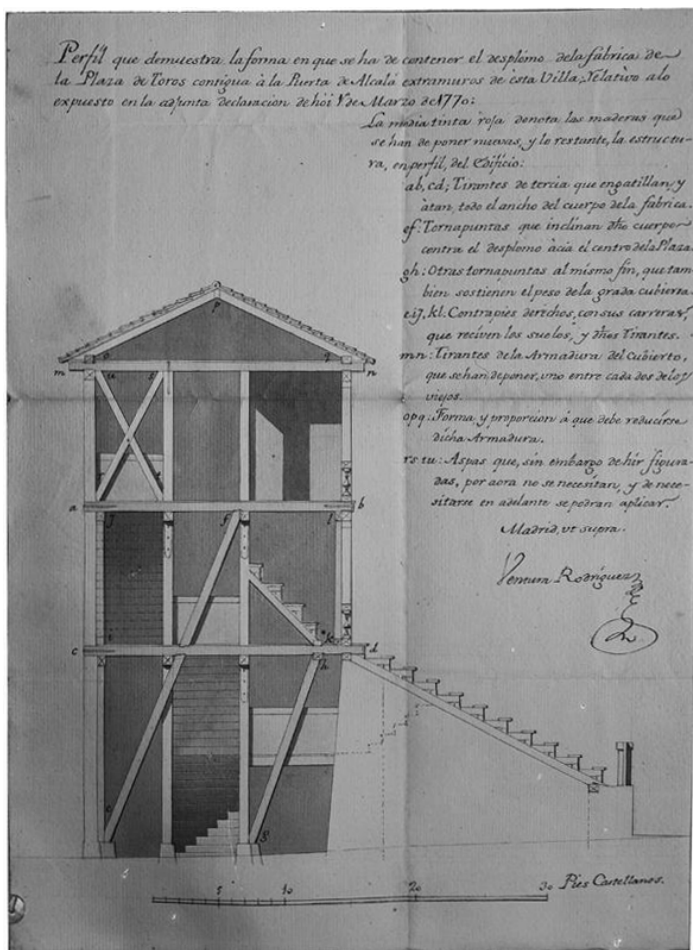 Perfil que demuestra la forma en que se ha de contener el desplomo dela fabrica de
la Plaza de Toros contigua à la Puerta de Alcalá extramuros de esta Villa; Relativo alo
expuesto en la adjunta declaracion de hoi 1º de Marzo de 1770:
La media tinta roja denota las maderas que
se han de poner nuevas, y lo restante, la estructu-
ra, en perfil, del Edificio:
ab, cd; Tirantes de tercia que engatillan, y
àtan, todo el ancho del cuerpo dela fabrica.
ef: Tornapuntas que inclinan dho cuerpo
contra el desplomo àcia el centro dela Plaza
gh: Otras tornapuntas al mismo fin, que tam
bien sostienen el peso de la grada cubierta.
ij, kl: Contrapies derechos, con sus carreras,
que reciven los suelos, y dhos Tirantes.
mn: Tirantes de la Armadura del cubierto,
que se han de poner, uno entre cada dos delos
viejos.
opq: Forma y proporcion à que debe reducirse
dicha Armadura.
rs tu: Aspas que, sin embargo de hir figura-
das, por aora no se necesitan, y de nece-
sitarse en adelante se podran aplicar.
Madrid, ut supra.
Ventura Rodriguez
p
o q
m u s n
r t
a j f l b
c i k d
h
e g
5 10 20 30 Pies Castellanos.